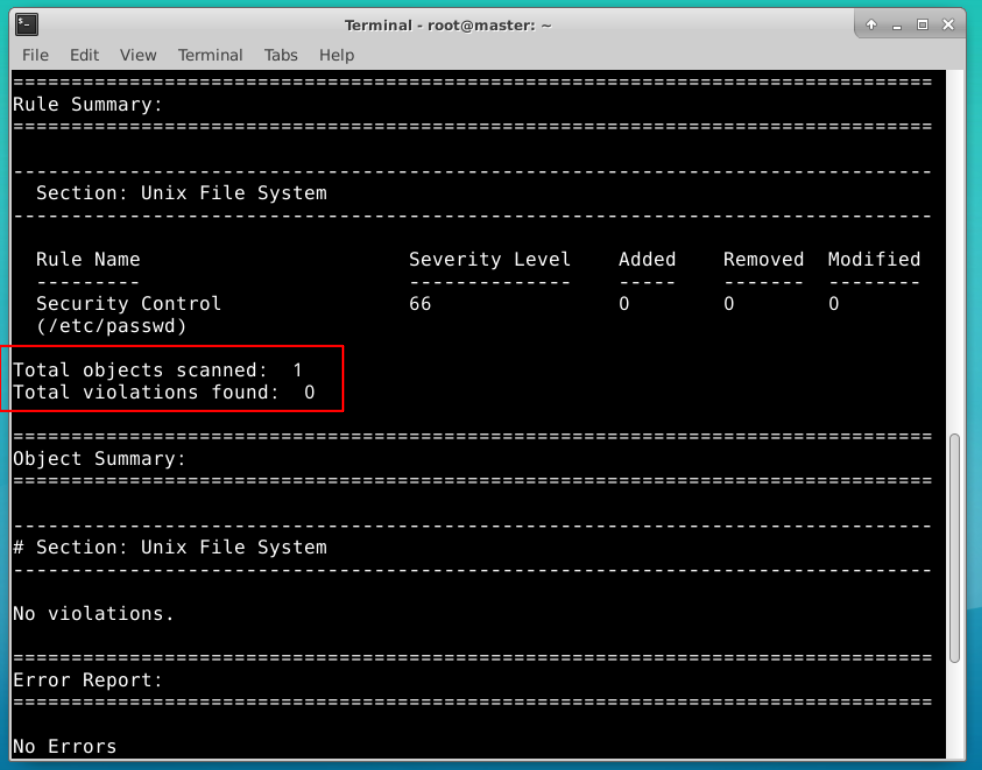 Terminal - root@master: ~
File Edit View Terminal Tabs Help
===============================================================================
Rule Summary:
===============================================================================
-------------------------------------------------------------------------------
Section: Unix File System
-------------------------------------------------------------------------------
Rule Name Severity Level Added Removed Modified
--------- -------------- ----- ------- --------
Security Control 66 0 0 0
(/etc/passwd)
Total objects scanned: 1
Total violations found: 0
===============================================================================
Object Summary:
===============================================================================
-------------------------------------------------------------------------------
# Section: Unix File System
-------------------------------------------------------------------------------
No violations.
===============================================================================
Error Report:
===============================================================================
No Errors